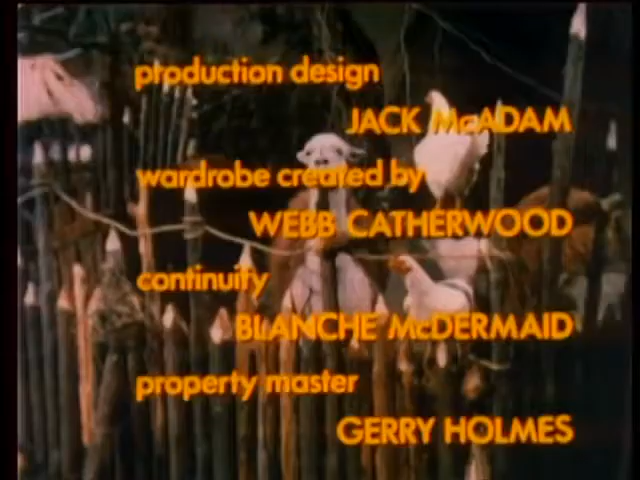 production design
JACK McADAM
wardrobe created by
WEBB CATHERWOOD
continuity
BLANCHE McDERMAID
property master
GERRY HOLMES